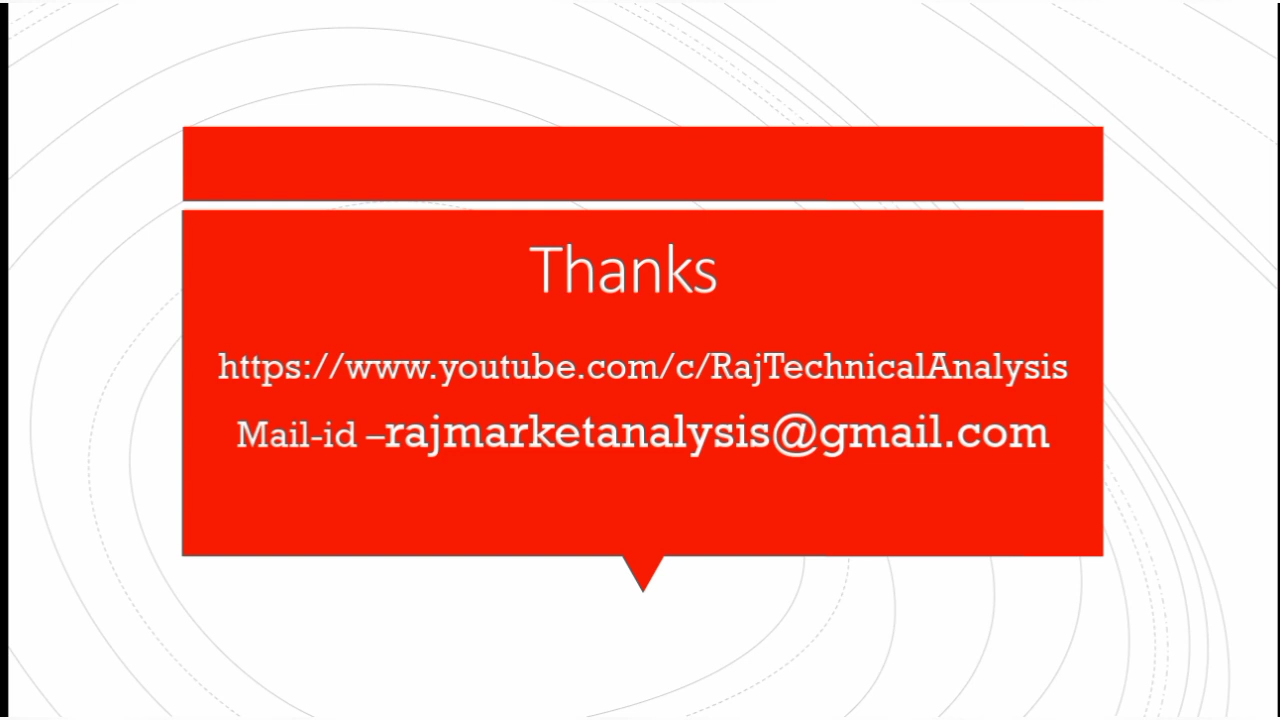 Thanks
https://www.youtube.com/c/RajTechnicalAnalysis
Mail-id –rajmarketanalysis@gmail.com